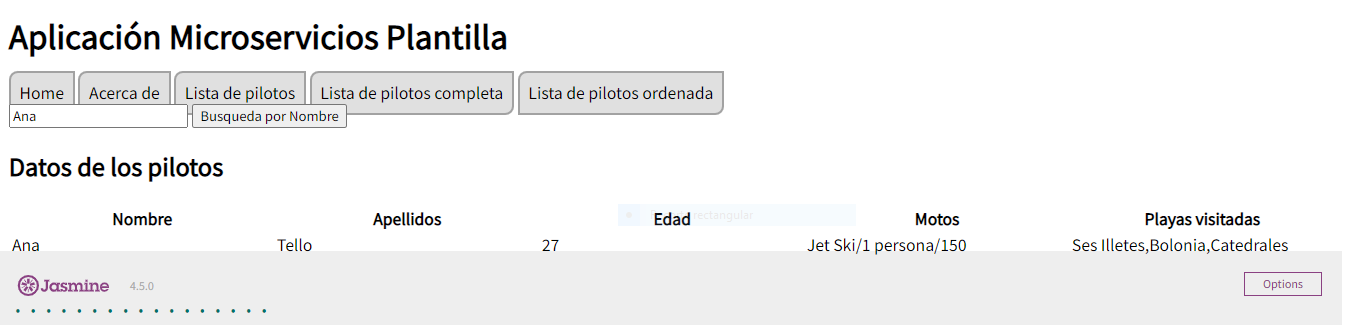 Aplicación Microservicios Plantilla
Home Acerca de Lista de pilotos Lista de pilotos completa Lista de pilotos ordenada
Ana Busqueda por Nombre
Datos de los pilotos
Nombre Apellidos Edad Motos Playas visitadas
rectangular
Ana Tello 27 Jet Ski/1 persona/150 Ses Illetes,Bolonia,Catedrales
Jasmine 4.5.0 Options